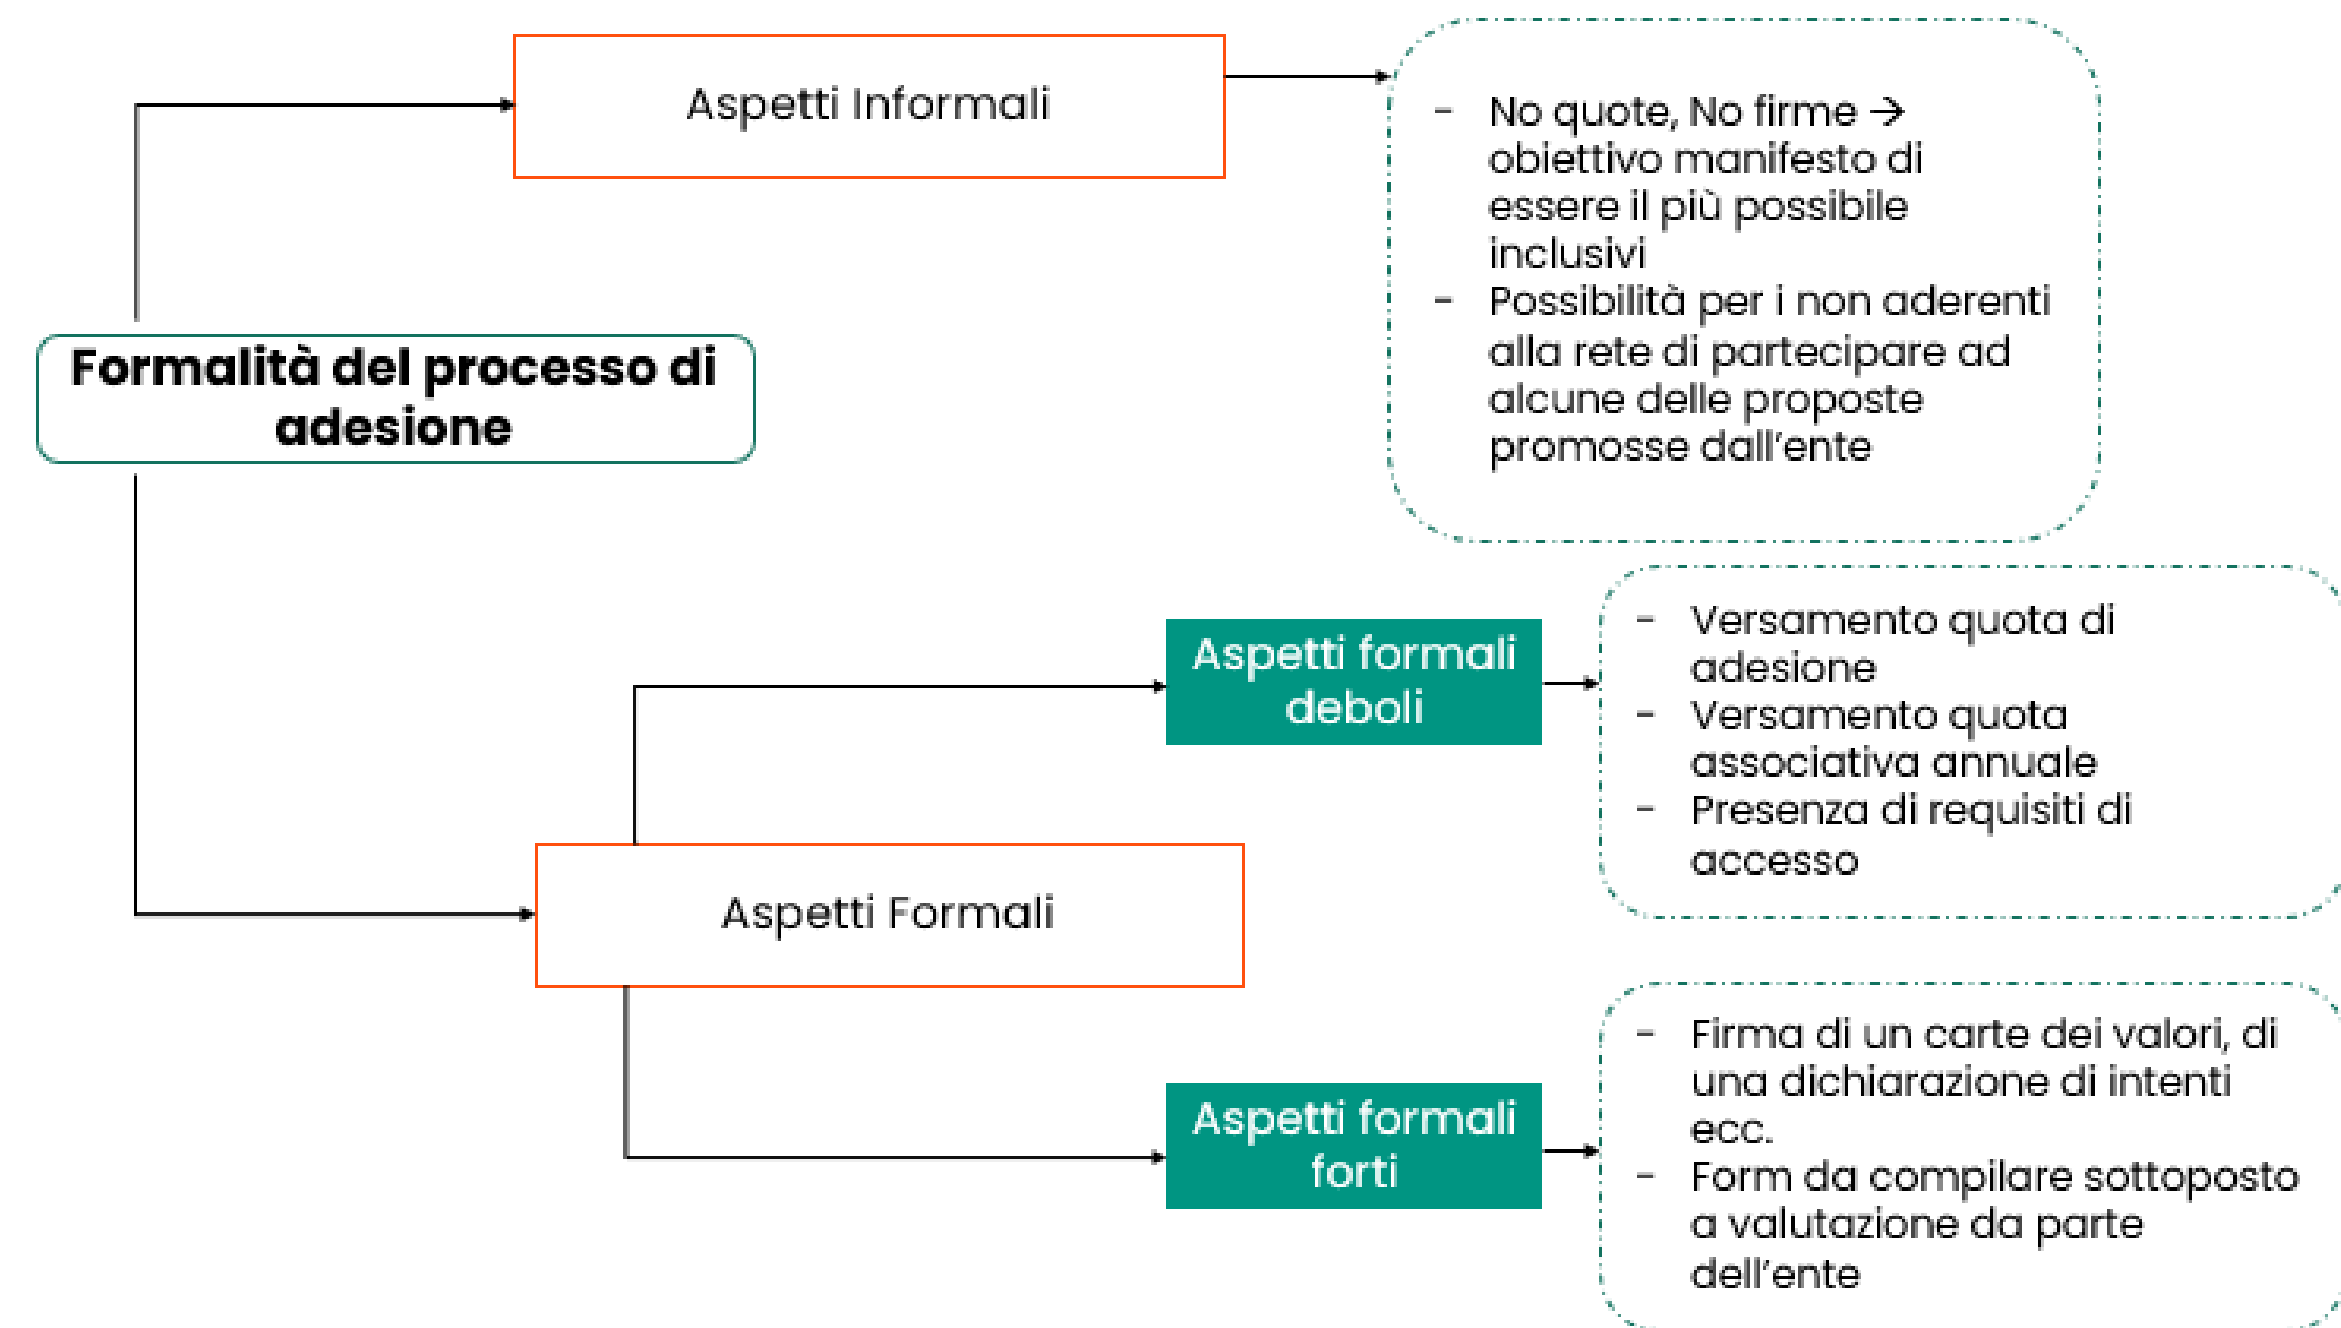 Aspetti Informali
- No quote, No firme →
obiettivo manifesto di
essere il più possibile
inclusivi
- Possibilità per i non aderenti
alla rete di partecipare ad
alcune delle proposte
promosse dall'ente
Formalità del processo di
adesione
Aspetti formali
deboli
- Versamento quota di
adesione
- Versamento quota
associativa annuale
- Presenza di requisiti di
accesso
Aspetti Formali
Aspetti formali
forti
- Firma di un carte dei valori, di
una dichiarazione di intenti
ecc.
- Form da compilare sottoposto
a valutazione da parte
dell'ente